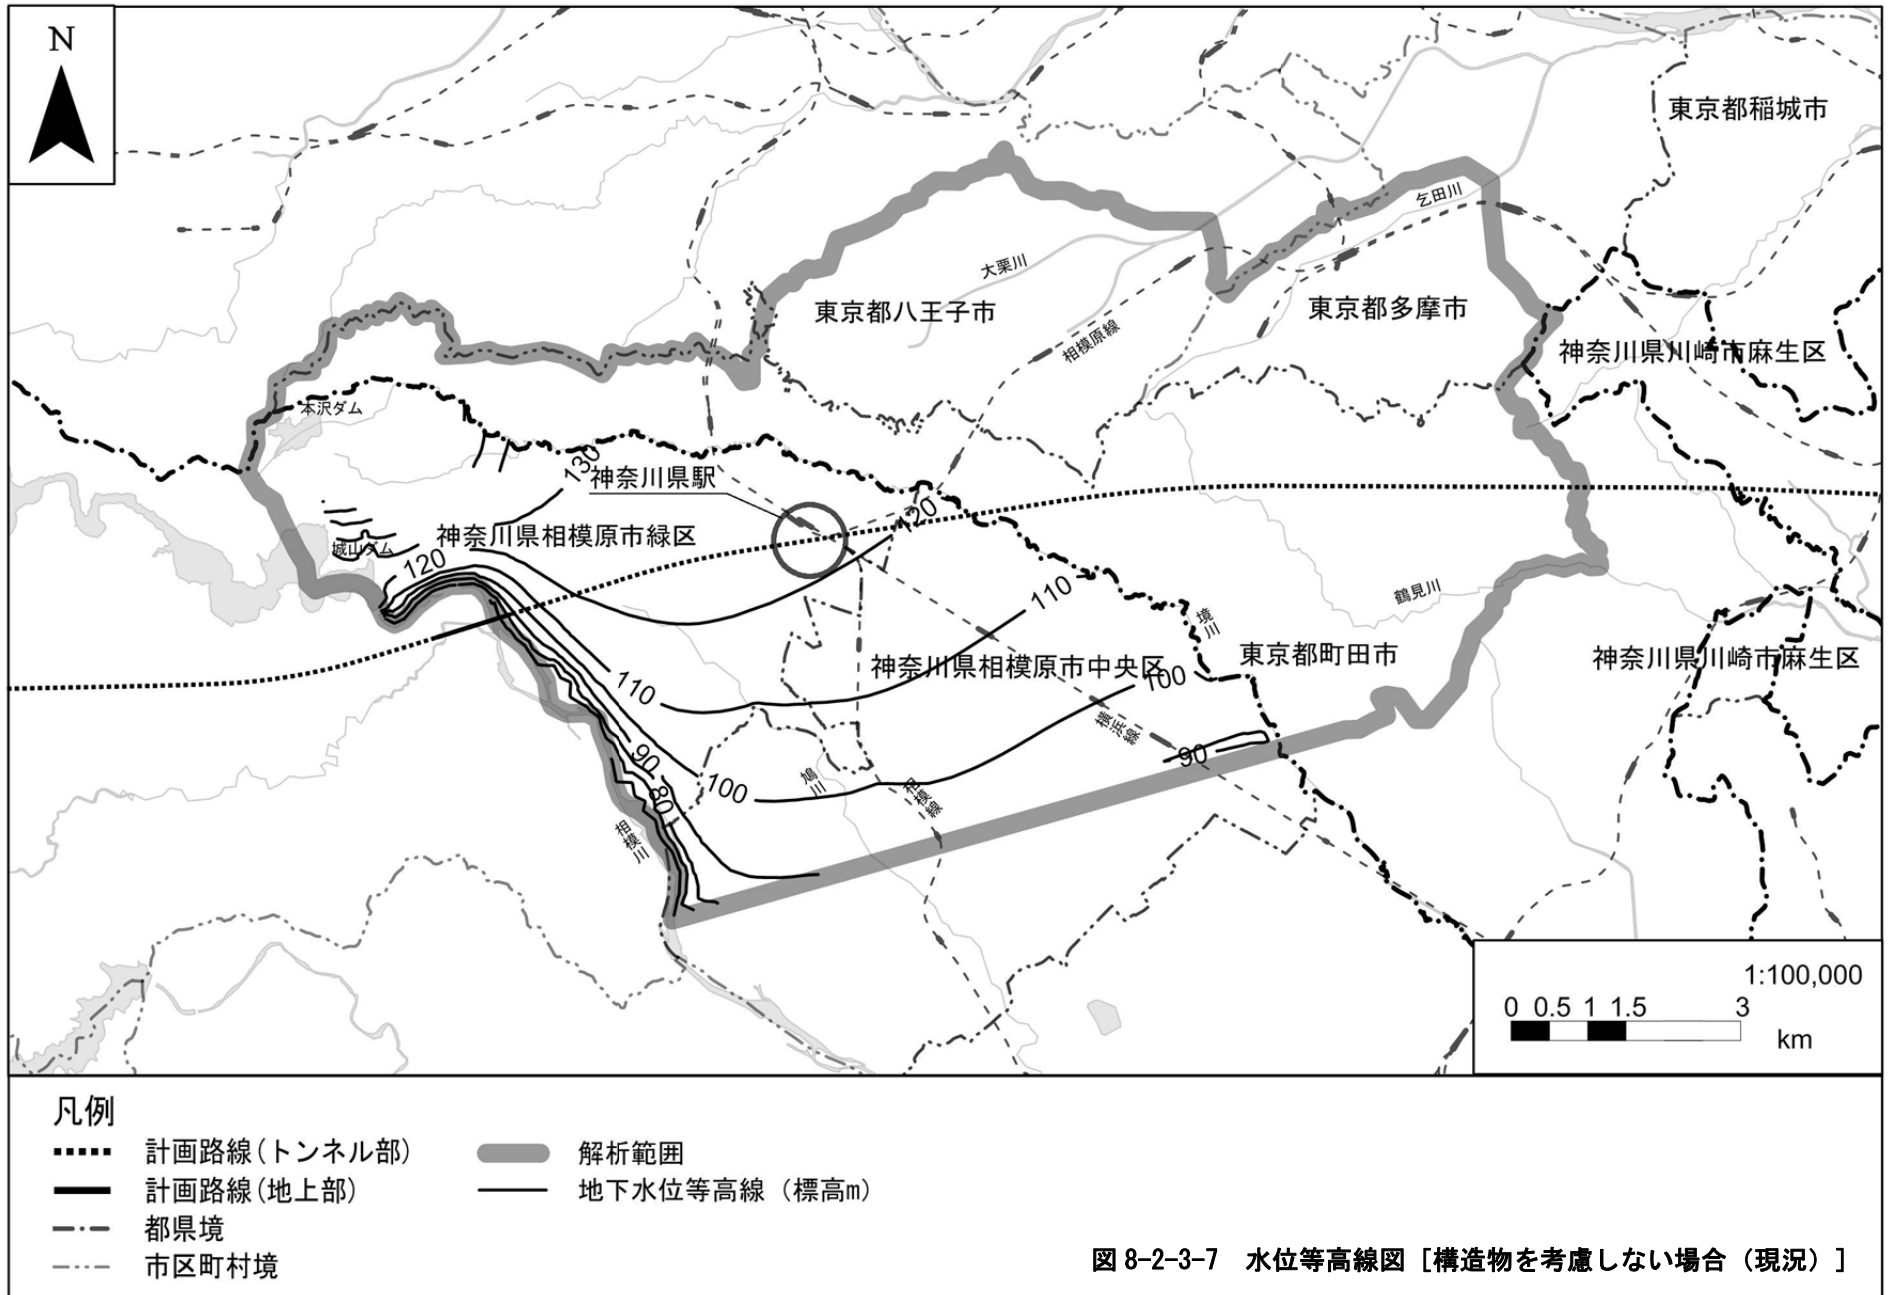 N
東京都稲城市
乞田川
大栗川
東京都八王子市
東京都多摩市
相模原線
神奈川県川崎市麻生区
本沢ダム
130
神奈川県駅
120
神奈川県相模原市緑区
城山ダム
120
110
鶴見川
境川
東京都町田市
神奈川県相模原市中央区
神奈川県川崎市麻生区
100
110
横浜線
90
90
100
鳩川
相模線
80
相模川
1:100,000
0 0.5 1 1.5 3
km
凡例
計画路線(トンネル部)
解析範囲
計画路線(地上部)
地下水位等高線(標高m)
都県境
市区町村境
図 8-2-3-7 水位等高線図[構造物を考慮しない場合(現況)]